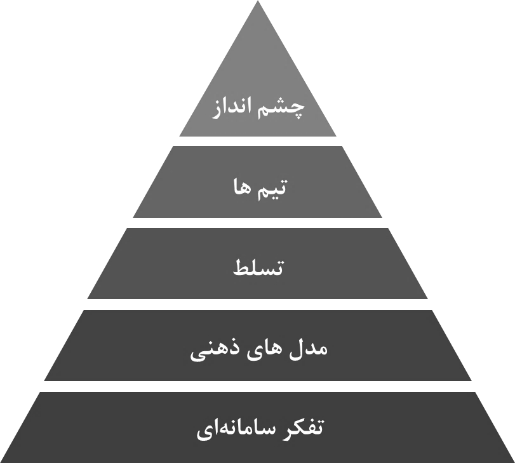 چشم انداز
تیم ها
تسلط
مدل های ذهنی
تفکر سامانه‌ای